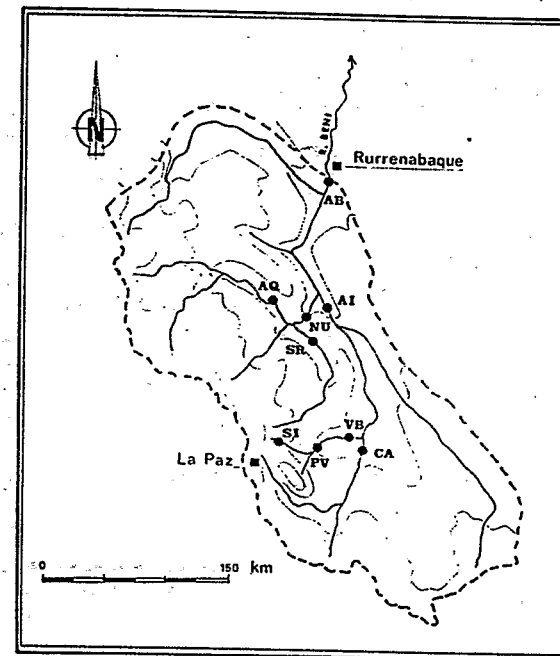 N
R. BENI
Rurrenabaque
AB
AQ
AI
NU
SR
SI
VB
PV
CA
La Paz
0 150 km